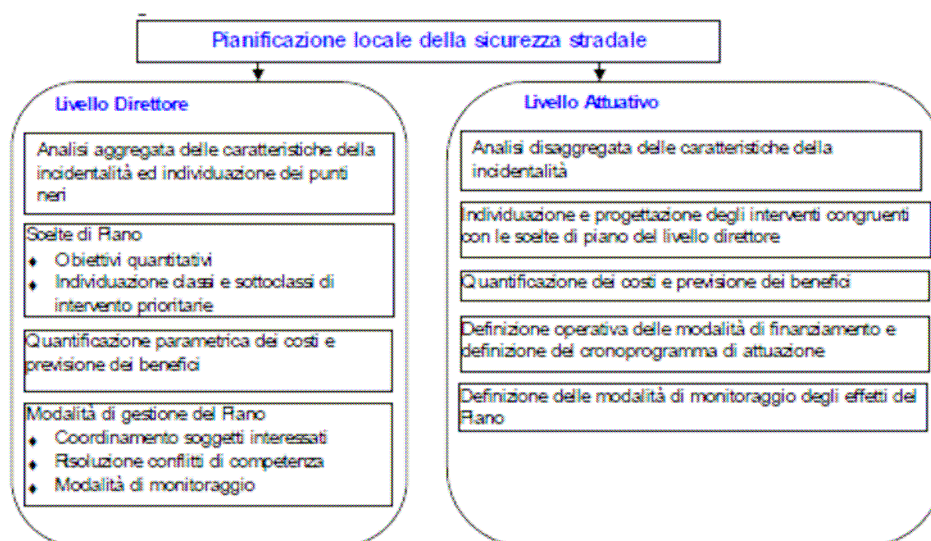 Pianificazione locale della sicurezza stradale
Livello Direttore
Analisi aggregata delle caratteristiche della
incidentalità ed individuazione dei punti
neri
Scelte di Piano
♦ Obiettivi quantitativi
♦ Individuazione classi e sottoclassi di
intervento prioritarie
Quantificazione parametrica dei costi e
previsione dei benefici
Modalità di gestione del Piano
♦ Coordinamento soggetti interessati
♦ Risoluzione conflitti di competenza
♦ Modalità di monitoraggio
Livello Attuativo
Analisi disaggregata delle caratteristiche della
incidentalità
Individuazione e progettazione degli interventi congruenti
con le scelte di piano del livello direttore
Quantificazione dei costi e previsione dei benefici
Definizione operativa delle modalità di finanziamento e
definizione del cronoprogramma di attuazione
Definizione delle modalità di monitoraggio degli effetti del
Piano